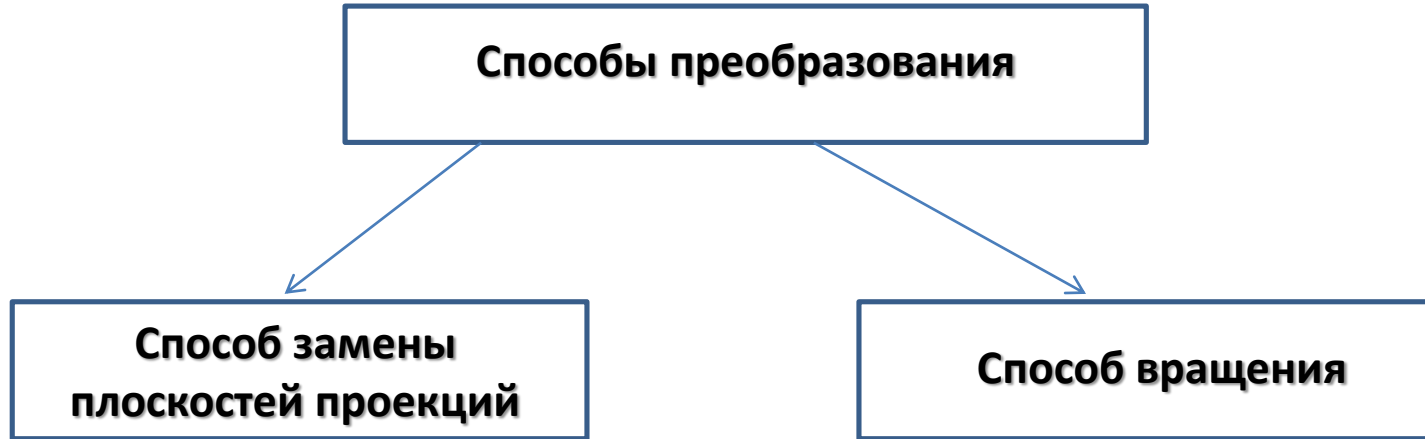 Способы преобразования
Способ замены
плоскостей проекций
Способ вращения